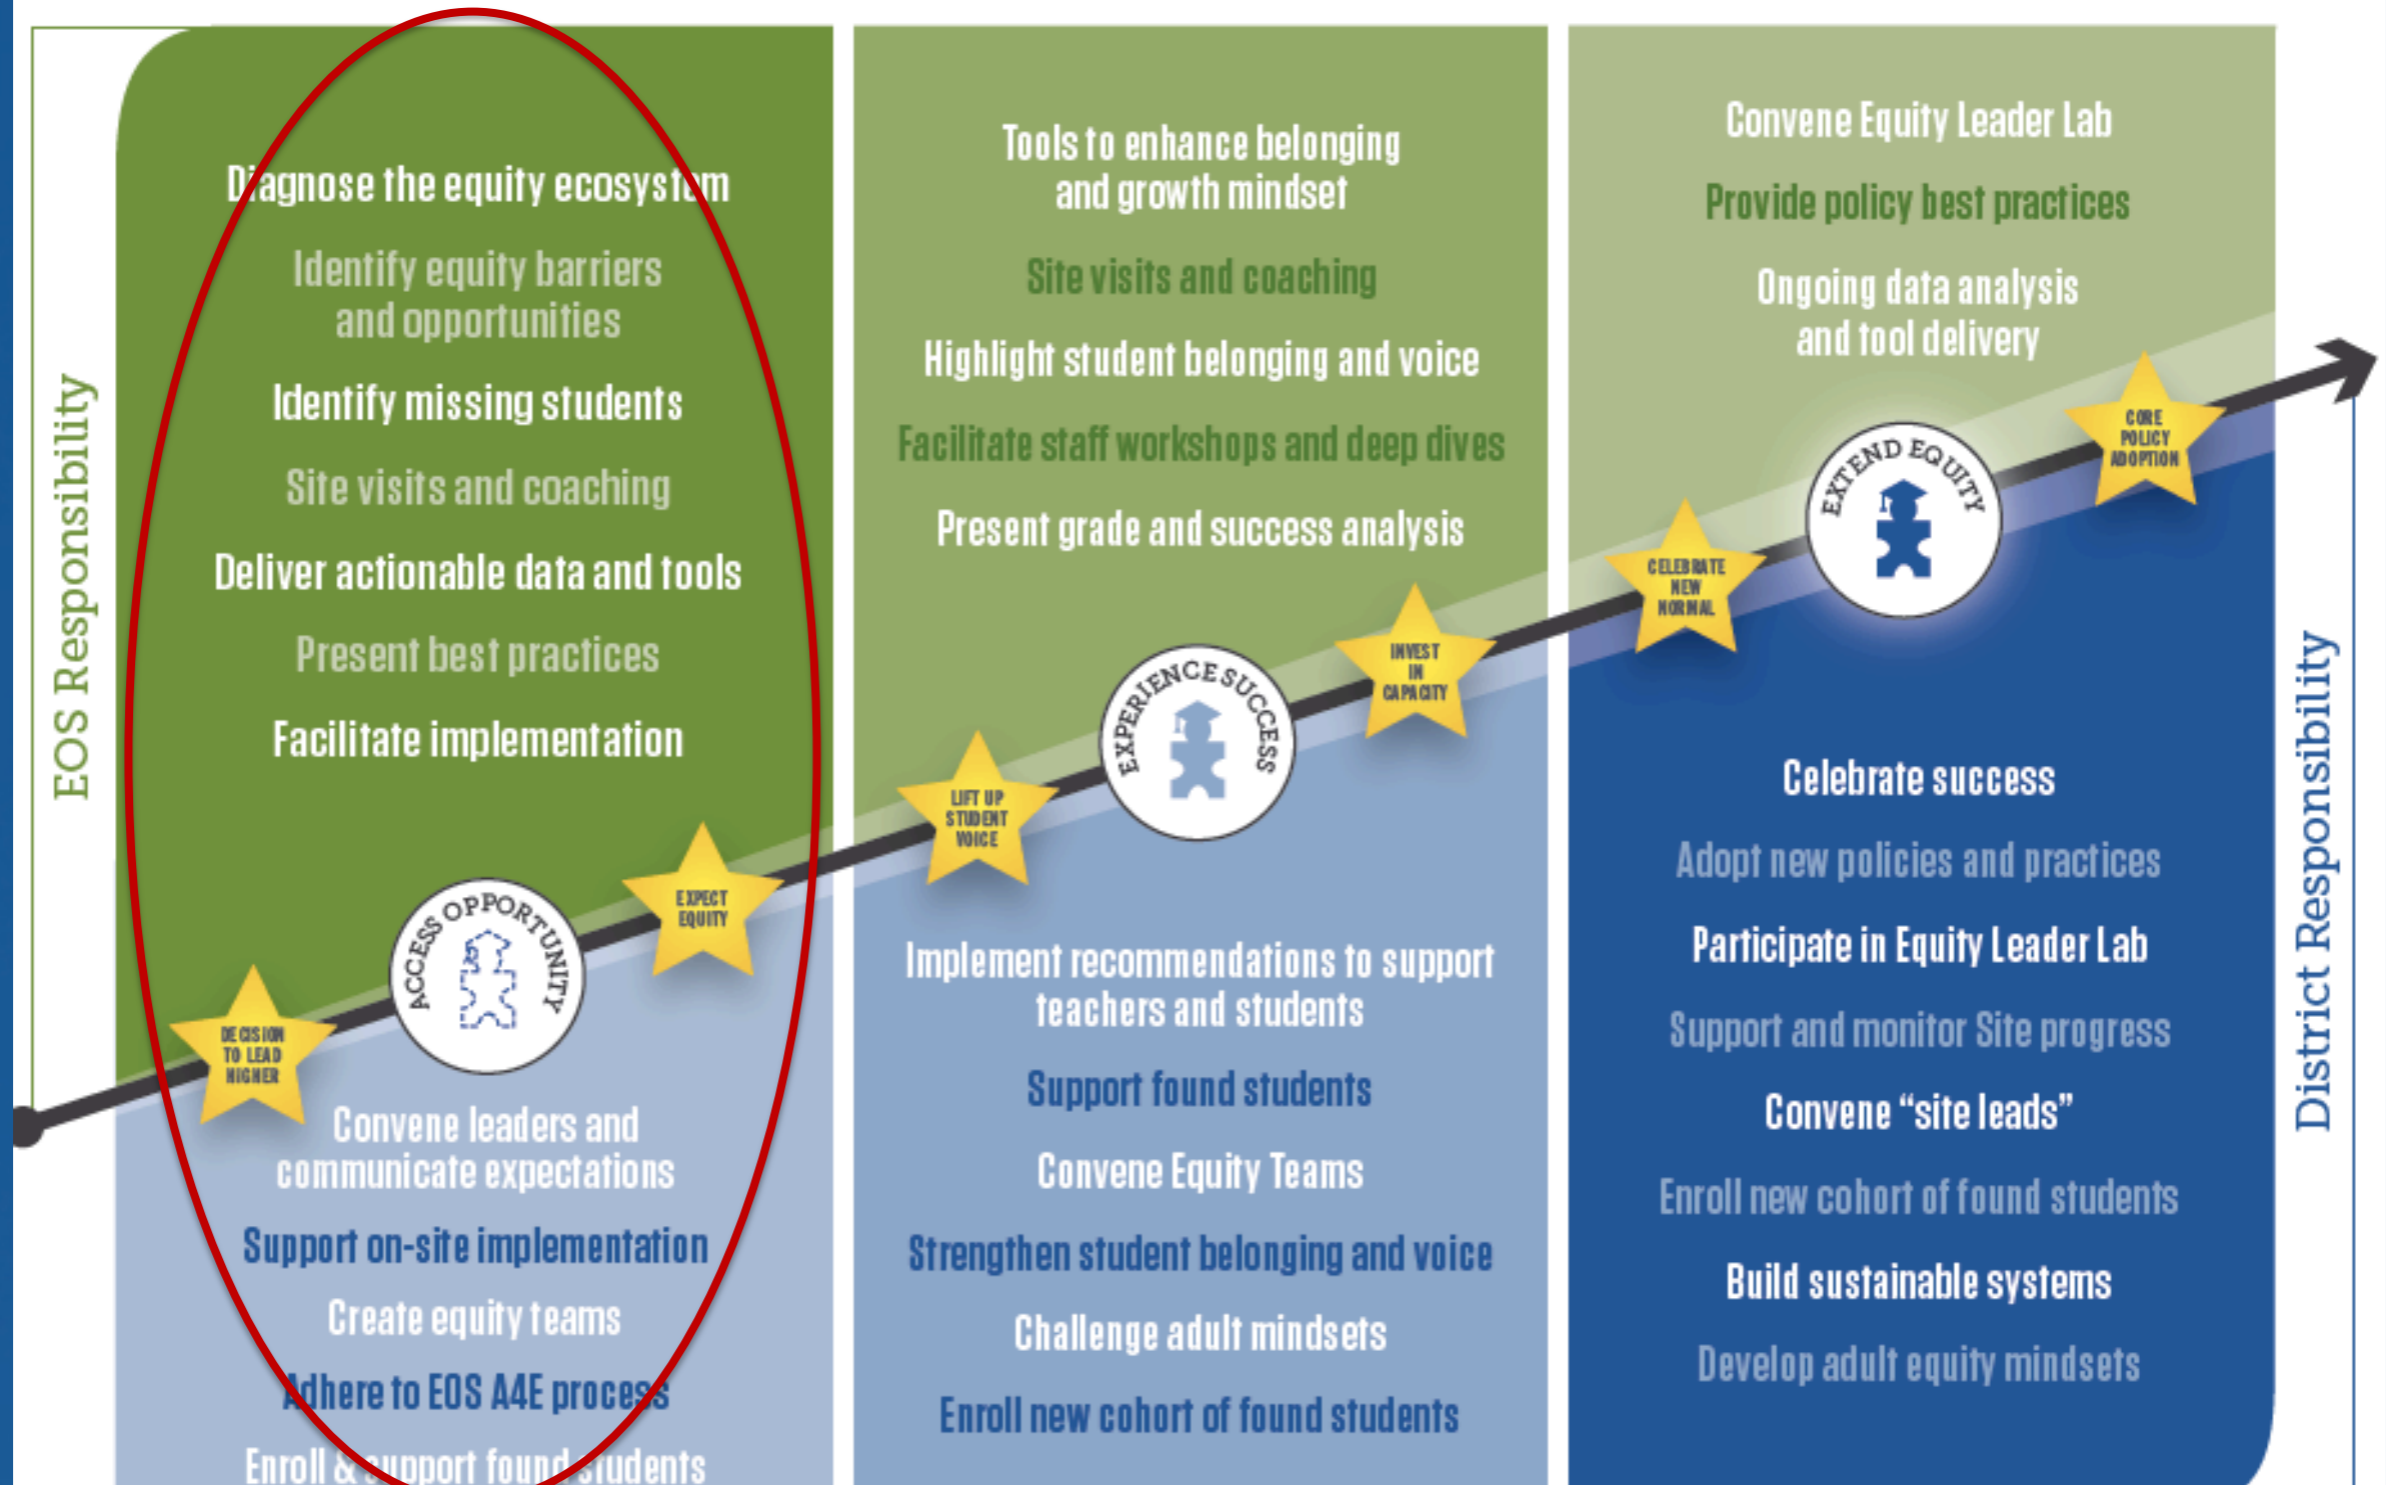 EOS Responsibility
Diagnose the equity ecosystem
Identify equity barriers
and opportunities
Identify missing students
Site visits and coaching
Deliver actionable data and tools
Present best practices
Facilitate implementation
DECISION
TO LEAD
HIGHER
ACCESS OPPORTUNITY
EXPECT
EQUITY
Convene leaders and
communicate expectations
Support on-site implementation
Create equity teams
Adhere to EOS A4E process
Enroll & support found students
Tools to enhance belonging
and growth mindset
Site visits and coaching
Highlight student belonging and voice
Facilitate staff workshops and deep dives
Present grade and success analysis
LIFT UP
STUDENT
VOICE
EXPERIENCE SUCCESS
INVEST
IN
CAPACITY
Implement recommendations to support
teachers and students
Support found students
Convene Equity Teams
Strengthen student belonging and voice
Challenge adult mindsets
Enroll new cohort of found students
Convene Equity Leader Lab
Provide policy best practices
Ongoing data analysis
and tool delivery
CELEBRATE
NEW
NORMAL
EXTEND EQUITY
CORE
POLICY
ADOPTION
Celebrate success
Adopt new policies and practices
Participate in Equity Leader Lab
Support and monitor Site progress
Convene “site leads”
Enroll new cohort of found students
Build sustainable systems
Develop adult equity mindsets
District Responsibility